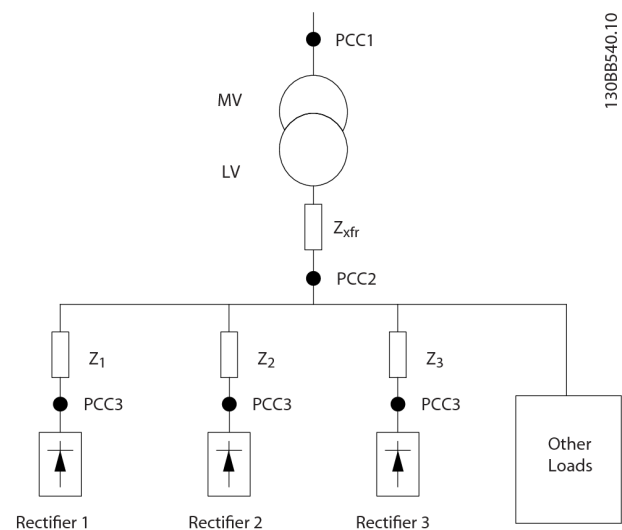 PCC1
MV
LV
Zxfr
PCC2
Z1
Z2
Z3
PCC3
PCC3
PCC3
Other
Loads
Rectifier 1
Rectifier 2
Rectifier 3
130BB540.10